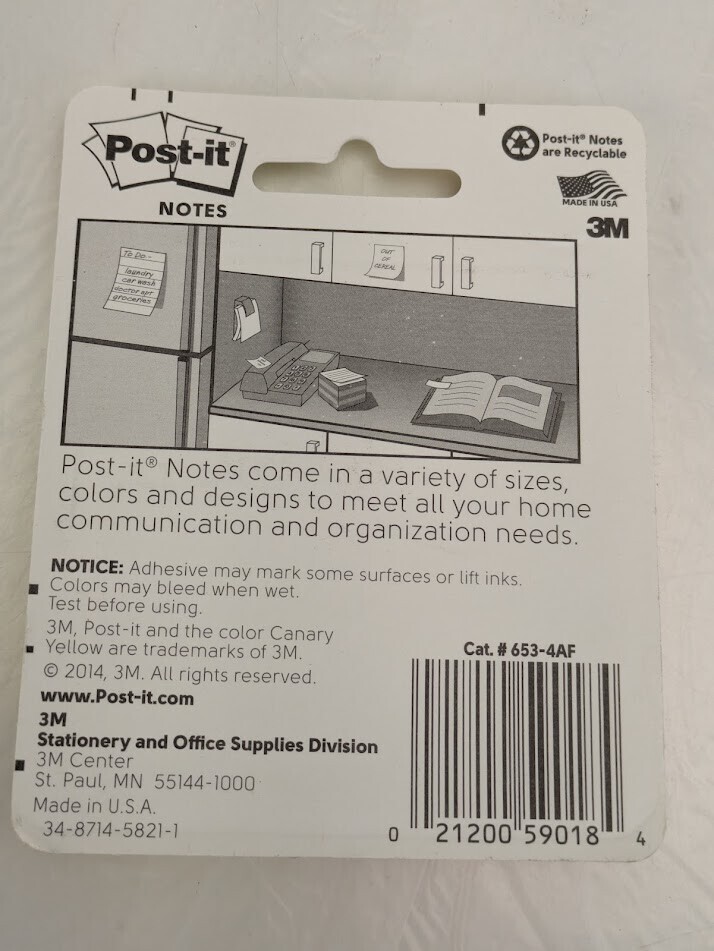 Post-it®
NOTES
Post-it® Notes
are Recyclable
MADE IN USA
3M
To Do -
laundry
car wash
doctor apt
groceries
OUT
OF
CEREAL
Post-it® Notes come in a variety of sizes,
colors and designs to meet all your home
communication and organization needs.
NOTICE: Adhesive may mark some surfaces or lift inks.
Colors may bleed when wet.
Test before using.
3M, Post-it and the color Canary
Yellow are trademarks of 3M.
© 2014, 3M. All rights reserved.
www.Post-it.com
3M
Stationery and Office Supplies Division
3M Center
St. Paul, MN 55144-1000
Made in U.S.A.
34-8714-5821-1
Cat. # 653-4AF
0 21200 59018 4